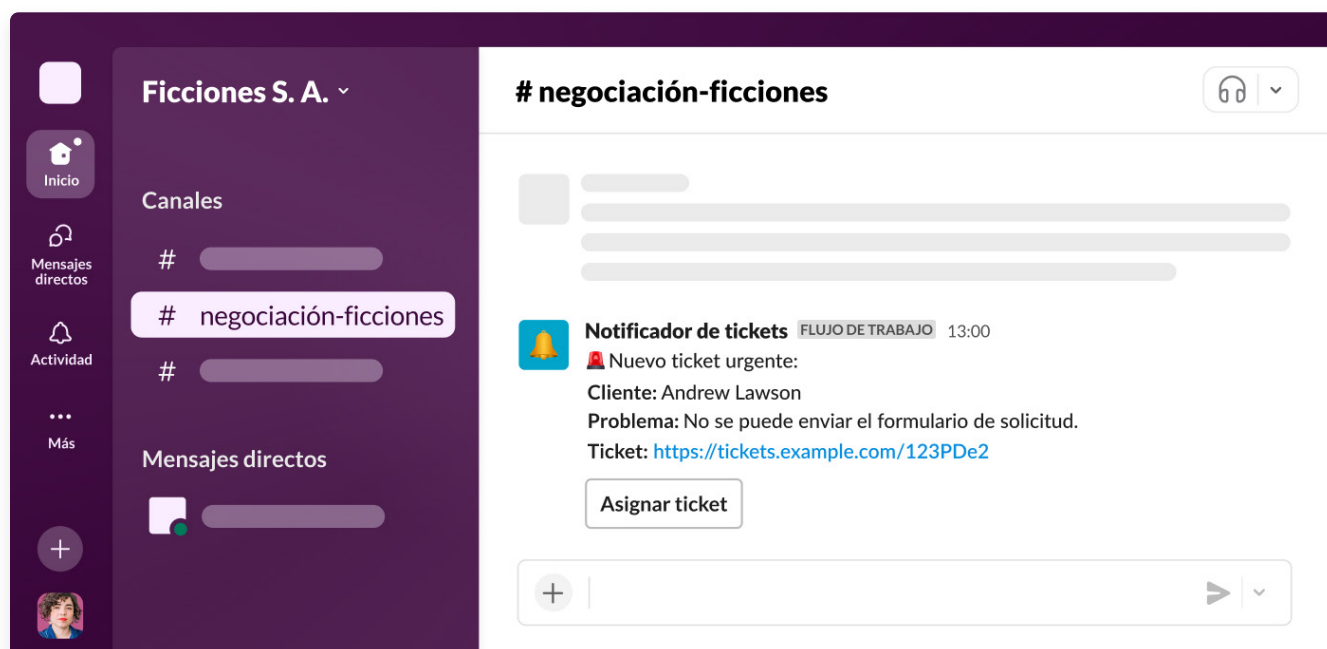 Ficciones S. A.
# negociación-ficciones
Inicio
Mensajes
directos
Actividad
Más
Canales
#
# negociación-ficciones
#
Mensajes directos
Notificador de tickets FLUJO DE TRABAJO 13:00
Nuevo ticket urgente:
Cliente: Andrew Lawson
Problema: No se puede enviar el formulario de solicitud.
Ticket: https://tickets.example.com/123PDe2
Asignar ticket